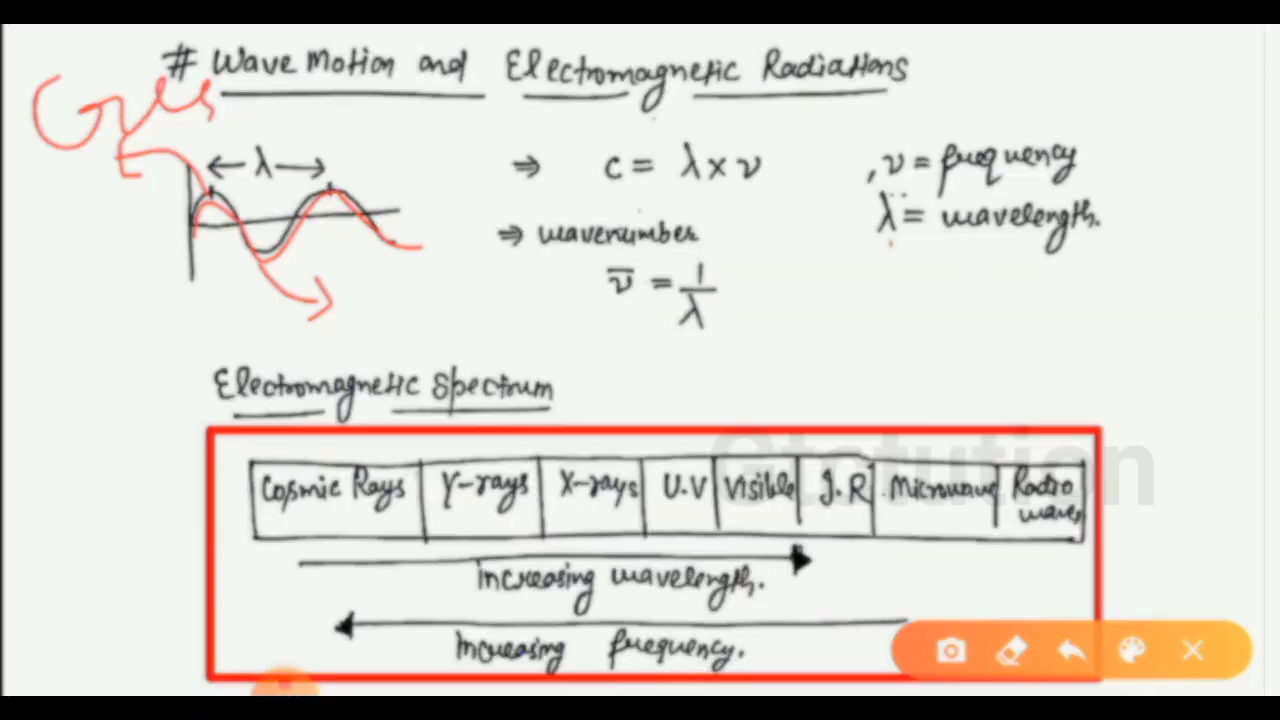 # Wave Motion and Electromagnetic Radiations
← λ →
⇒ c = λ × ν
, ν = frequency
λ = wavelength.
⇒ wavenumber
ν̅ = 1/λ
Electromagnetic Spectrum
Cosmic Rays γ-rays X-rays U.V Visible I.R Microwave Radio waves
increasing wavelength.
Increasing frequency.